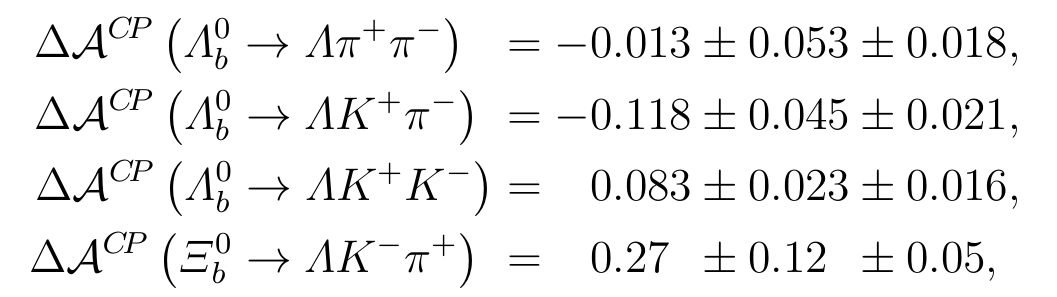 Δ𝒜^{CP} (Λ_b^0 → Λπ^+π^−) = −0.013 ± 0.053 ± 0.018,
Δ𝒜^{CP} (Λ_b^0 → ΛK^+π^−) = −0.118 ± 0.045 ± 0.021,
Δ𝒜^{CP} (Λ_b^0 → ΛK^+K^−) = 0.083 ± 0.023 ± 0.016,
Δ𝒜^{CP} (Ξ_b^0 → ΛK^−π^+) = 0.27 ± 0.12 ± 0.05,